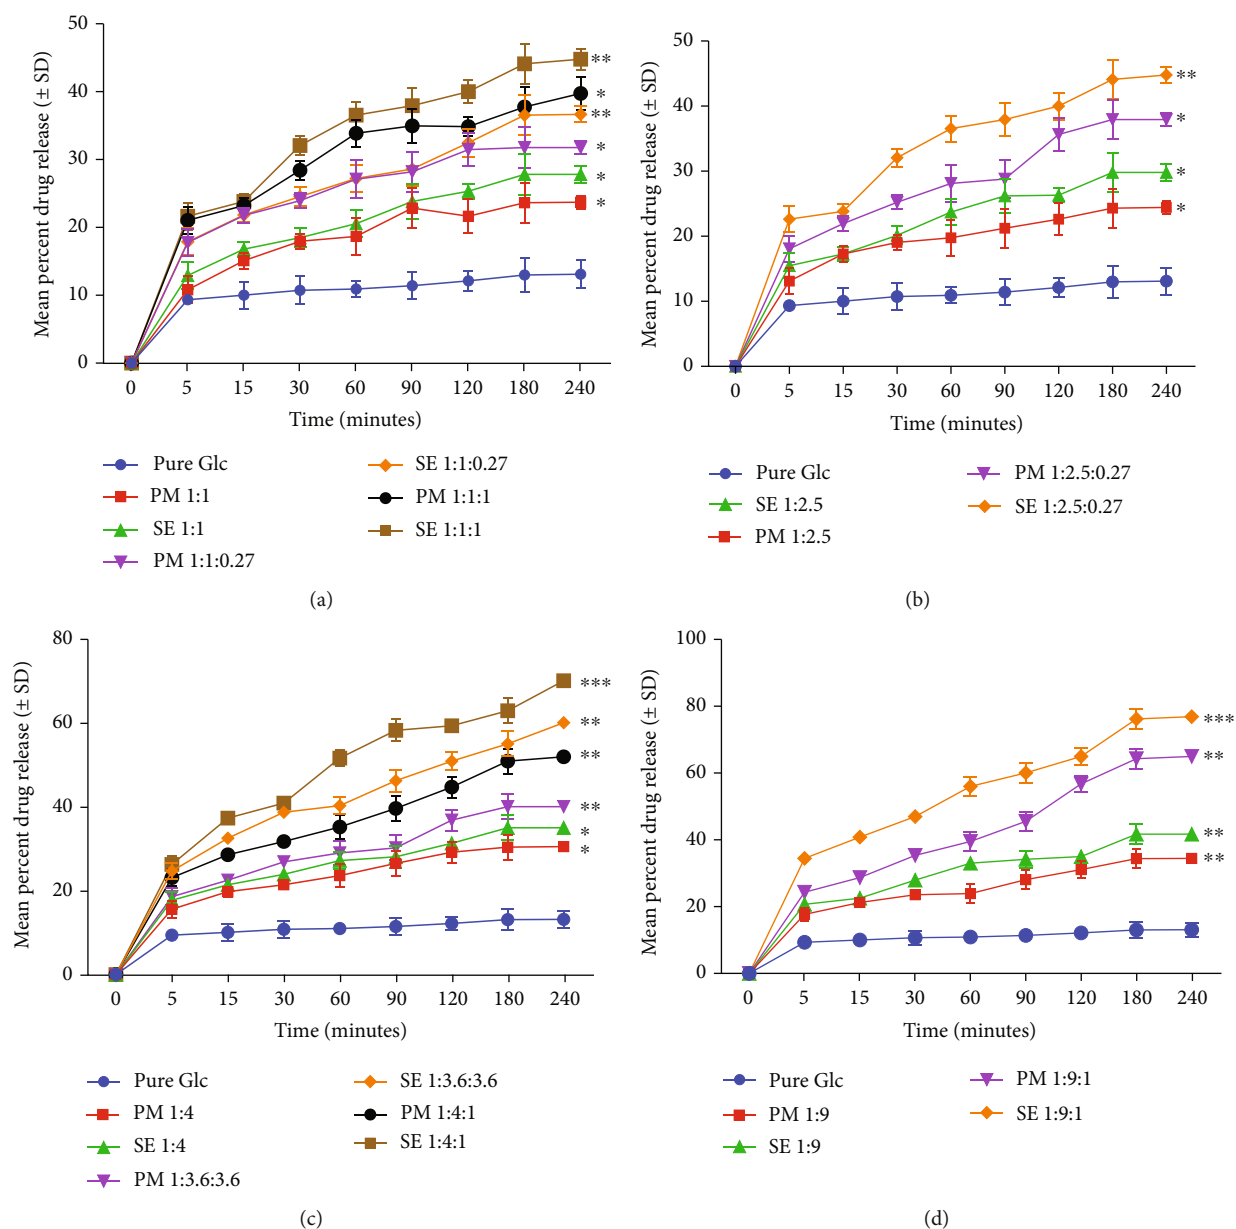 Mean percent drug release (± SD)
50
40
30
20
10
0
**
*
**
*
*
*
0 5 15 30 60 90 120 180 240
Time (minutes)
Pure Glc
PM 1:1
SE 1:1
PM 1:1:0.27
SE 1:1:0.27
PM 1:1:1
SE 1:1:1
(a)
Mean percent drug release (± SD)
50
40
30
20
10
0
**
*
*
*
0 5 15 30 60 90 120 180 240
Time (minutes)
Pure Glc
SE 1:2.5
PM 1:2.5
PM 1:2.5:0.27
SE 1:2.5:0.27
(b)
Mean percent drug release (± SD)
80
60
40
20
0
***
**
**
**
*
*
0 5 15 30 60 90 120 180 240
Time (minutes)
Pure Glc
PM 1:4
SE 1:4
PM 1:3.6:3.6
SE 1:3.6:3.6
PM 1:4:1
SE 1:4:1
(c)
Mean percent drug release (± SD)
100
80
60
40
20
0
***
**
**
**
0 5 15 30 60 90 120 180 240
Time (minutes)
Pure Glc
PM 1:9
SE 1:9
PM 1:9:1
SE 1:9:1
(d)